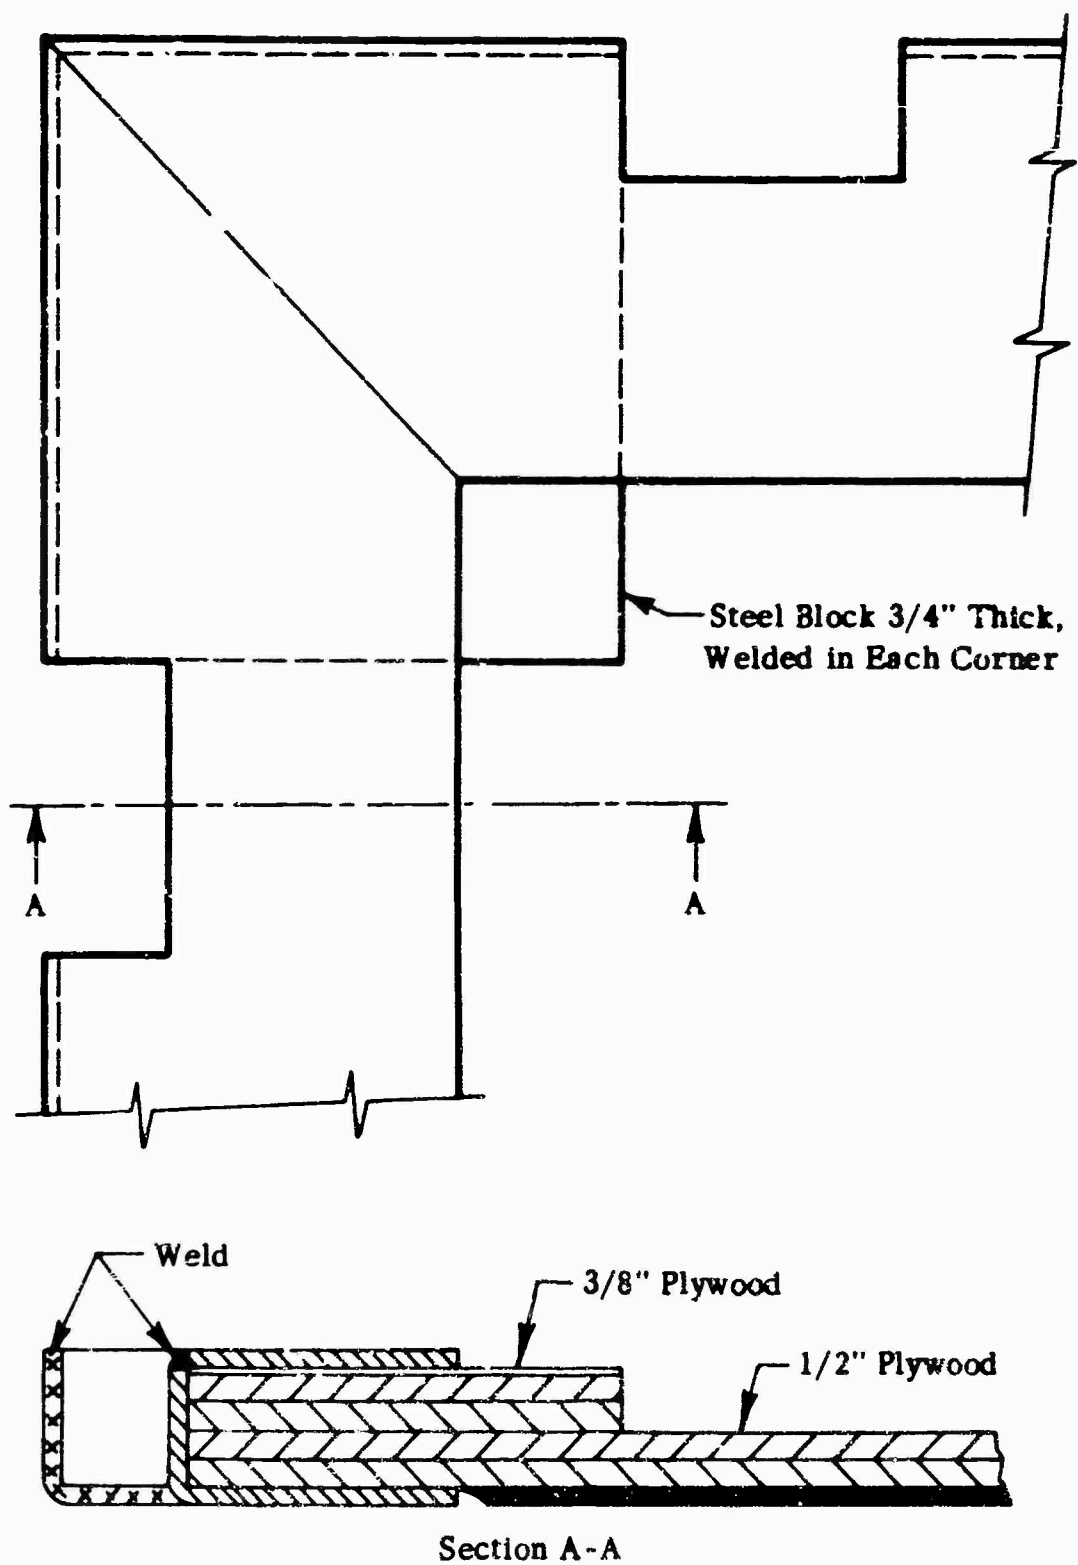 Steel Block 3/4" Thick,
Welded in Each Corner
A
A
Weld
3/8" Plywood
1/2" Plywood
Section A-A